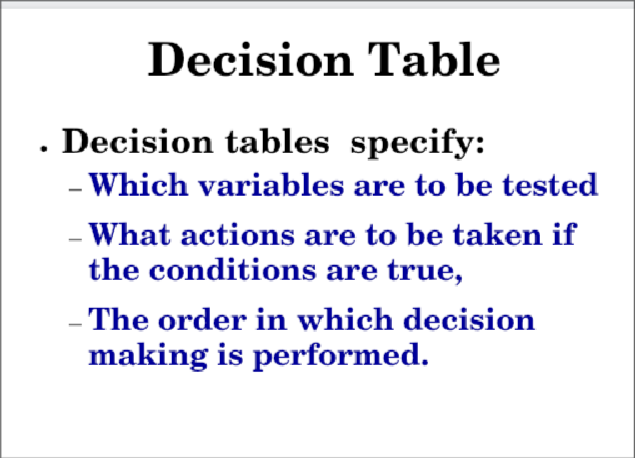 Decision Table
• Decision tables  specify:
– Which variables are to be tested
– What actions are to be taken if
the conditions are true,
– The order in which decision
making is performed.